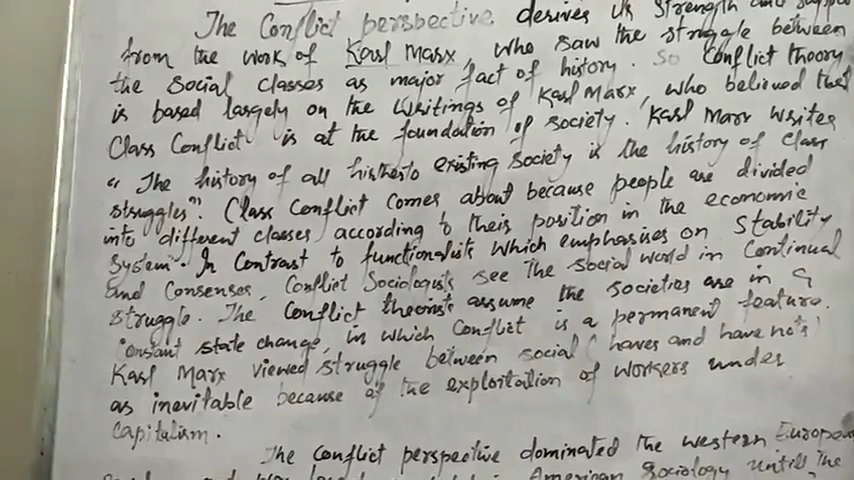 The Conflict perspective derives its strength and support
from the work of Karl Marx, who saw the struggle between
the social classes as major fact of history. So Conflict theory
is based largely on the writings of Karl Marx, who believed that
Class Conflict is at the foundation of society. Karl Marx writes
"The history of all histherto existing society is the history of class
struggles". Class Conflict comes about because people are divided
into different classes according to their position in the economic
system. In contrast to functionalists which emphasises on Stability
and Consenses, Conflict Sociologists see the social world in Continual
struggle. The Conflict theorists assume the societies are in a
Constant state change, in which Conflict is a permanent feature.
Karl Marx viewed struggle between social (haves and have nots)
as inevitable because of the exploitation of workers under
Capitalism.
The Conflict perspective dominated the western European
American Sociology untill the